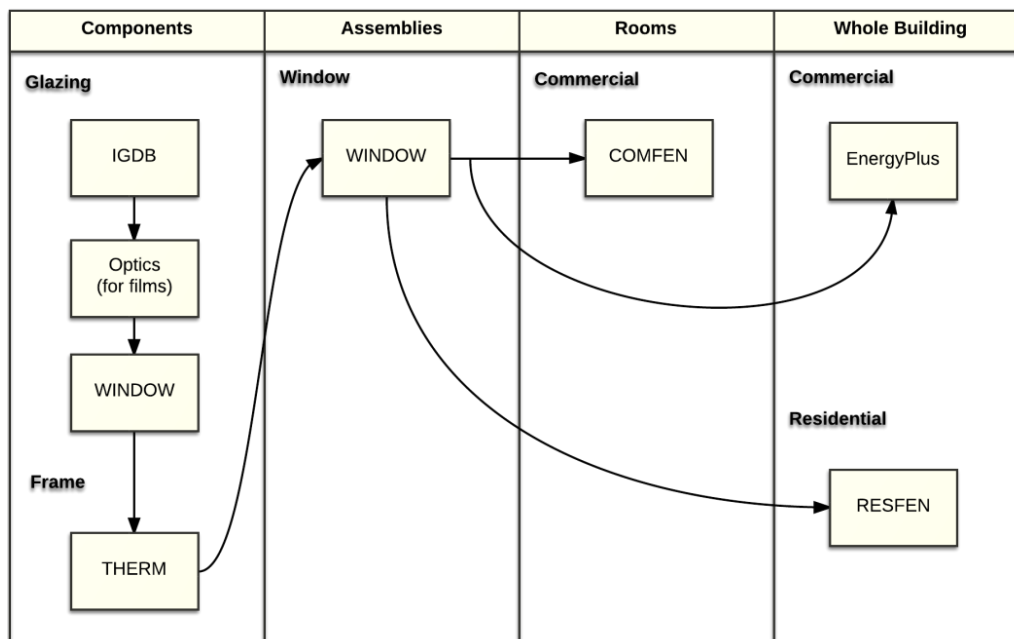 Components
Assemblies
Rooms
Whole Building
Glazing
IGDB
Optics
(for films)
WINDOW
Frame
THERM
Window
WINDOW
Commercial
COMFEN
Commercial
EnergyPlus
Residential
RESFEN